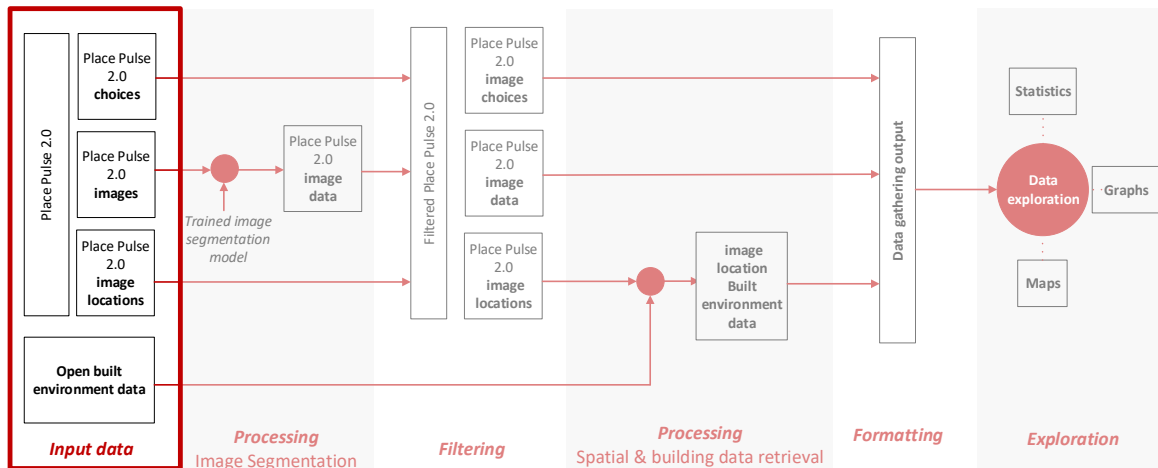 Place Pulse 2.0
Place Pulse
2.0
choices
Place Pulse
2.0
images
Place Pulse
2.0
image
locations
Open built
environment data
Input data
Trained image
segmentation
model
Place Pulse
2.0
image
data
Processing
Image Segmentation
Filtered Place Pulse 2.0
Place Pulse
2.0
image
choices
Place Pulse
2.0
image
data
Place Pulse
2.0 image
locations
Filtering
image
location
Built
environment
data
Processing
Spatial & building data retrieval
Data gathering output
Formatting
Statistics
Data
exploration
Graphs
Maps
Exploration